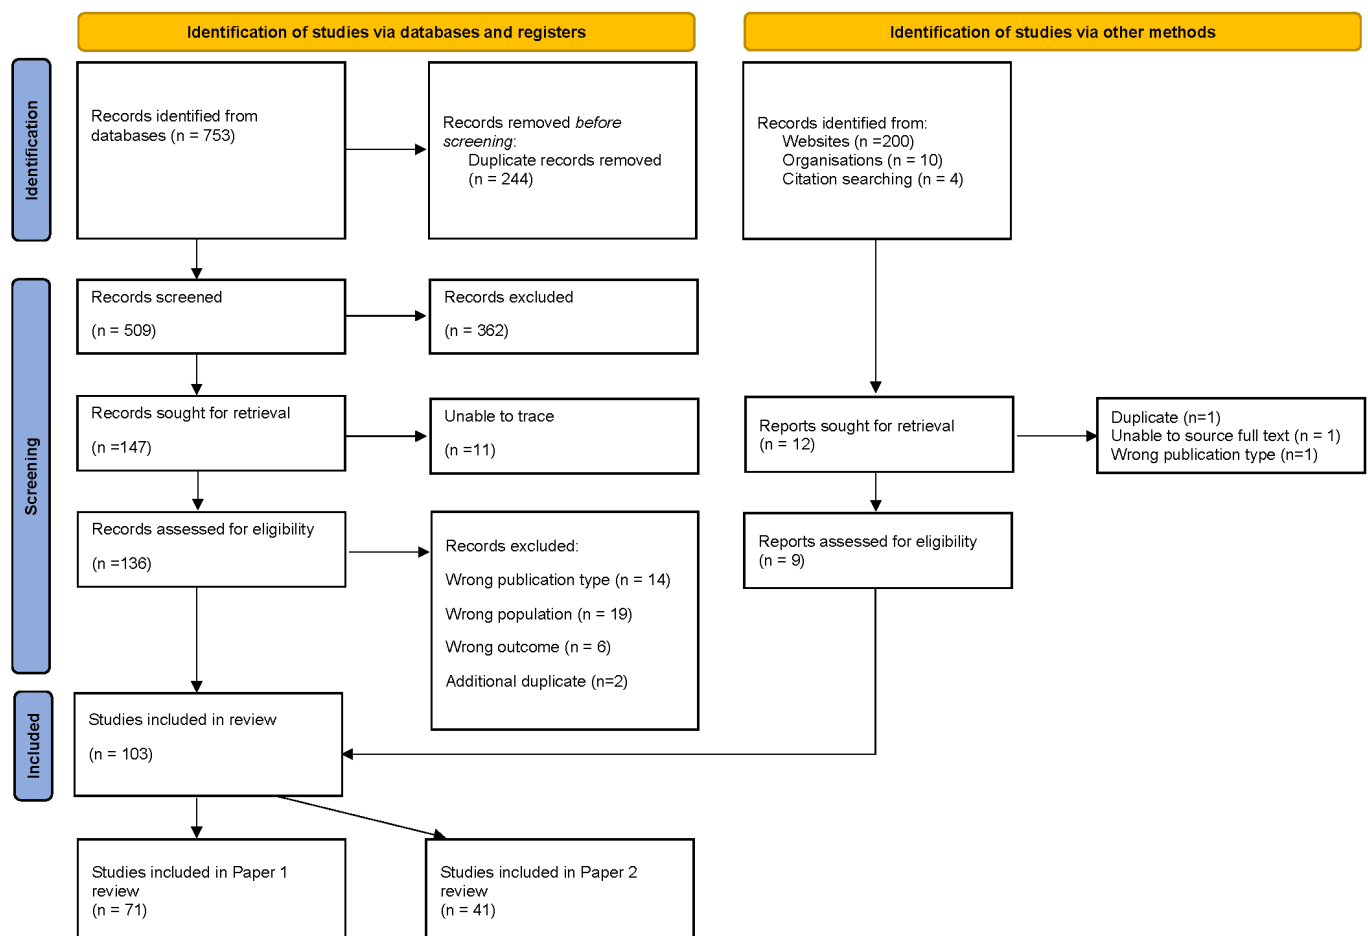 Identification of studies via databases and registers
Identification of studies via other methods
Identification
Records identified from
databases (n = 753)
Records removed before
screening:
Duplicate records removed
(n = 244)
Records identified from:
Websites (n =200)
Organisations (n = 10)
Citation searching (n = 4)
Screening
Records screened
(n = 509)
Records excluded
(n = 362)
Records sought for retrieval
(n =147)
Unable to trace
(n =11)
Reports sought for retrieval
(n = 12)
Duplicate (n=1)
Unable to source full text (n = 1)
Wrong publication type (n=1)
Records assessed for eligibility
(n =136)
Records excluded:
Wrong publication type (n = 14)
Wrong population (n = 19)
Wrong outcome (n = 6)
Additional duplicate (n=2)
Reports assessed for eligibility
(n = 9)
Included
Studies included in review
(n = 103)
Studies included in Paper 1
review
(n = 71)
Studies included in Paper 2
review
(n = 41)